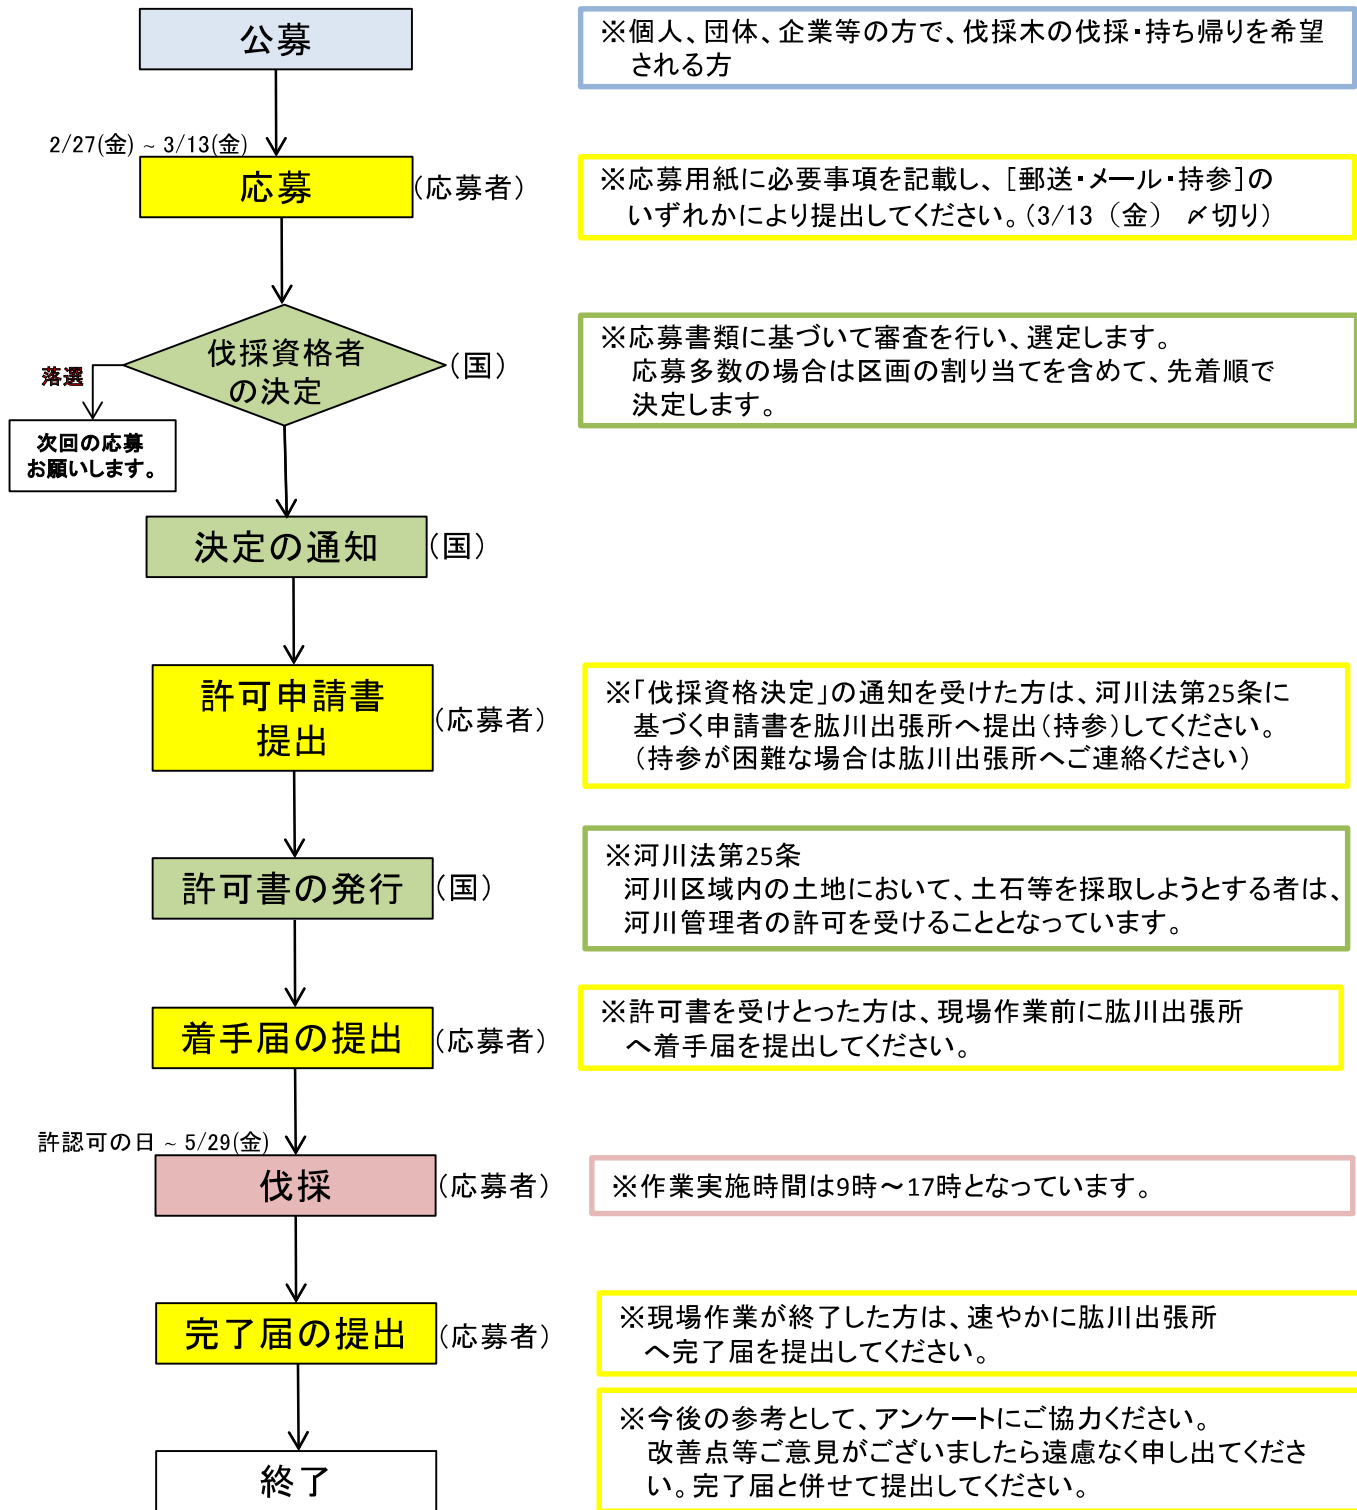 公募
※個人、団体、企業等の方で、伐採木の伐採・持ち帰りを希望
される方
2/27(金) ~ 3/13(金)
応募
(応募者)
※応募用紙に必要事項を記載し、［郵送・メール・持参］の
いずれかにより提出してください。(3/13（金） 〆切り)
伐採資格者
の決定
(国)
落選
次回の応募
お願いします。
※応募書類に基づいて審査を行い、選定します。
応募多数の場合は区画の割り当てを含めて、先着順で
決定します。
決定の通知
(国)
許可申請書
提出
(応募者)
※「伐採資格決定」の通知を受けた方は、河川法第25条に
基づく申請書を肱川出張所へ提出(持参)してください。
(持参が困難な場合は肱川出張所へご連絡ください)
許可書の発行
(国)
※河川法第25条
河川区域内の土地において、土石等を採取しようとする者は、
河川管理者の許可を受けることとなっています。
着手届の提出
(応募者)
※許可書を受けとった方は、現場作業前に肱川出張所
へ着手届を提出してください。
許認可の日 ~ 5/29(金)
伐採
(応募者)
※作業実施時間は9時～17時となっています。
完了届の提出
(応募者)
※現場作業が終了した方は、速やかに肱川出張所
へ完了届を提出してください。
終了
※今後の参考として、アンケートにご協力ください。
改善点等ご意見がございましたら遠慮なく申し出てくださ
い。完了届と併せて提出してください。